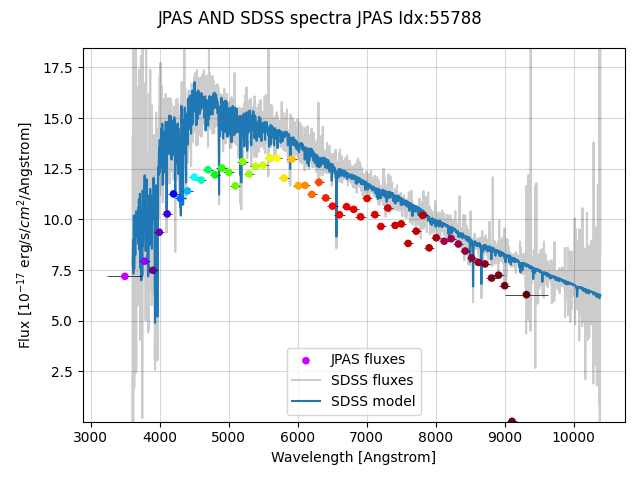 JPAS AND SDSS spectra JPAS Idx:55788
17.5
15.0
12.5
10.0
7.5
5.0
2.5
Flux [10⁻¹⁷ erg/s/cm²/Angstrom]
JPAS fluxes
SDSS fluxes
SDSS model
3000 4000 5000 6000 7000 8000 9000 10000
Wavelength [Angstrom]